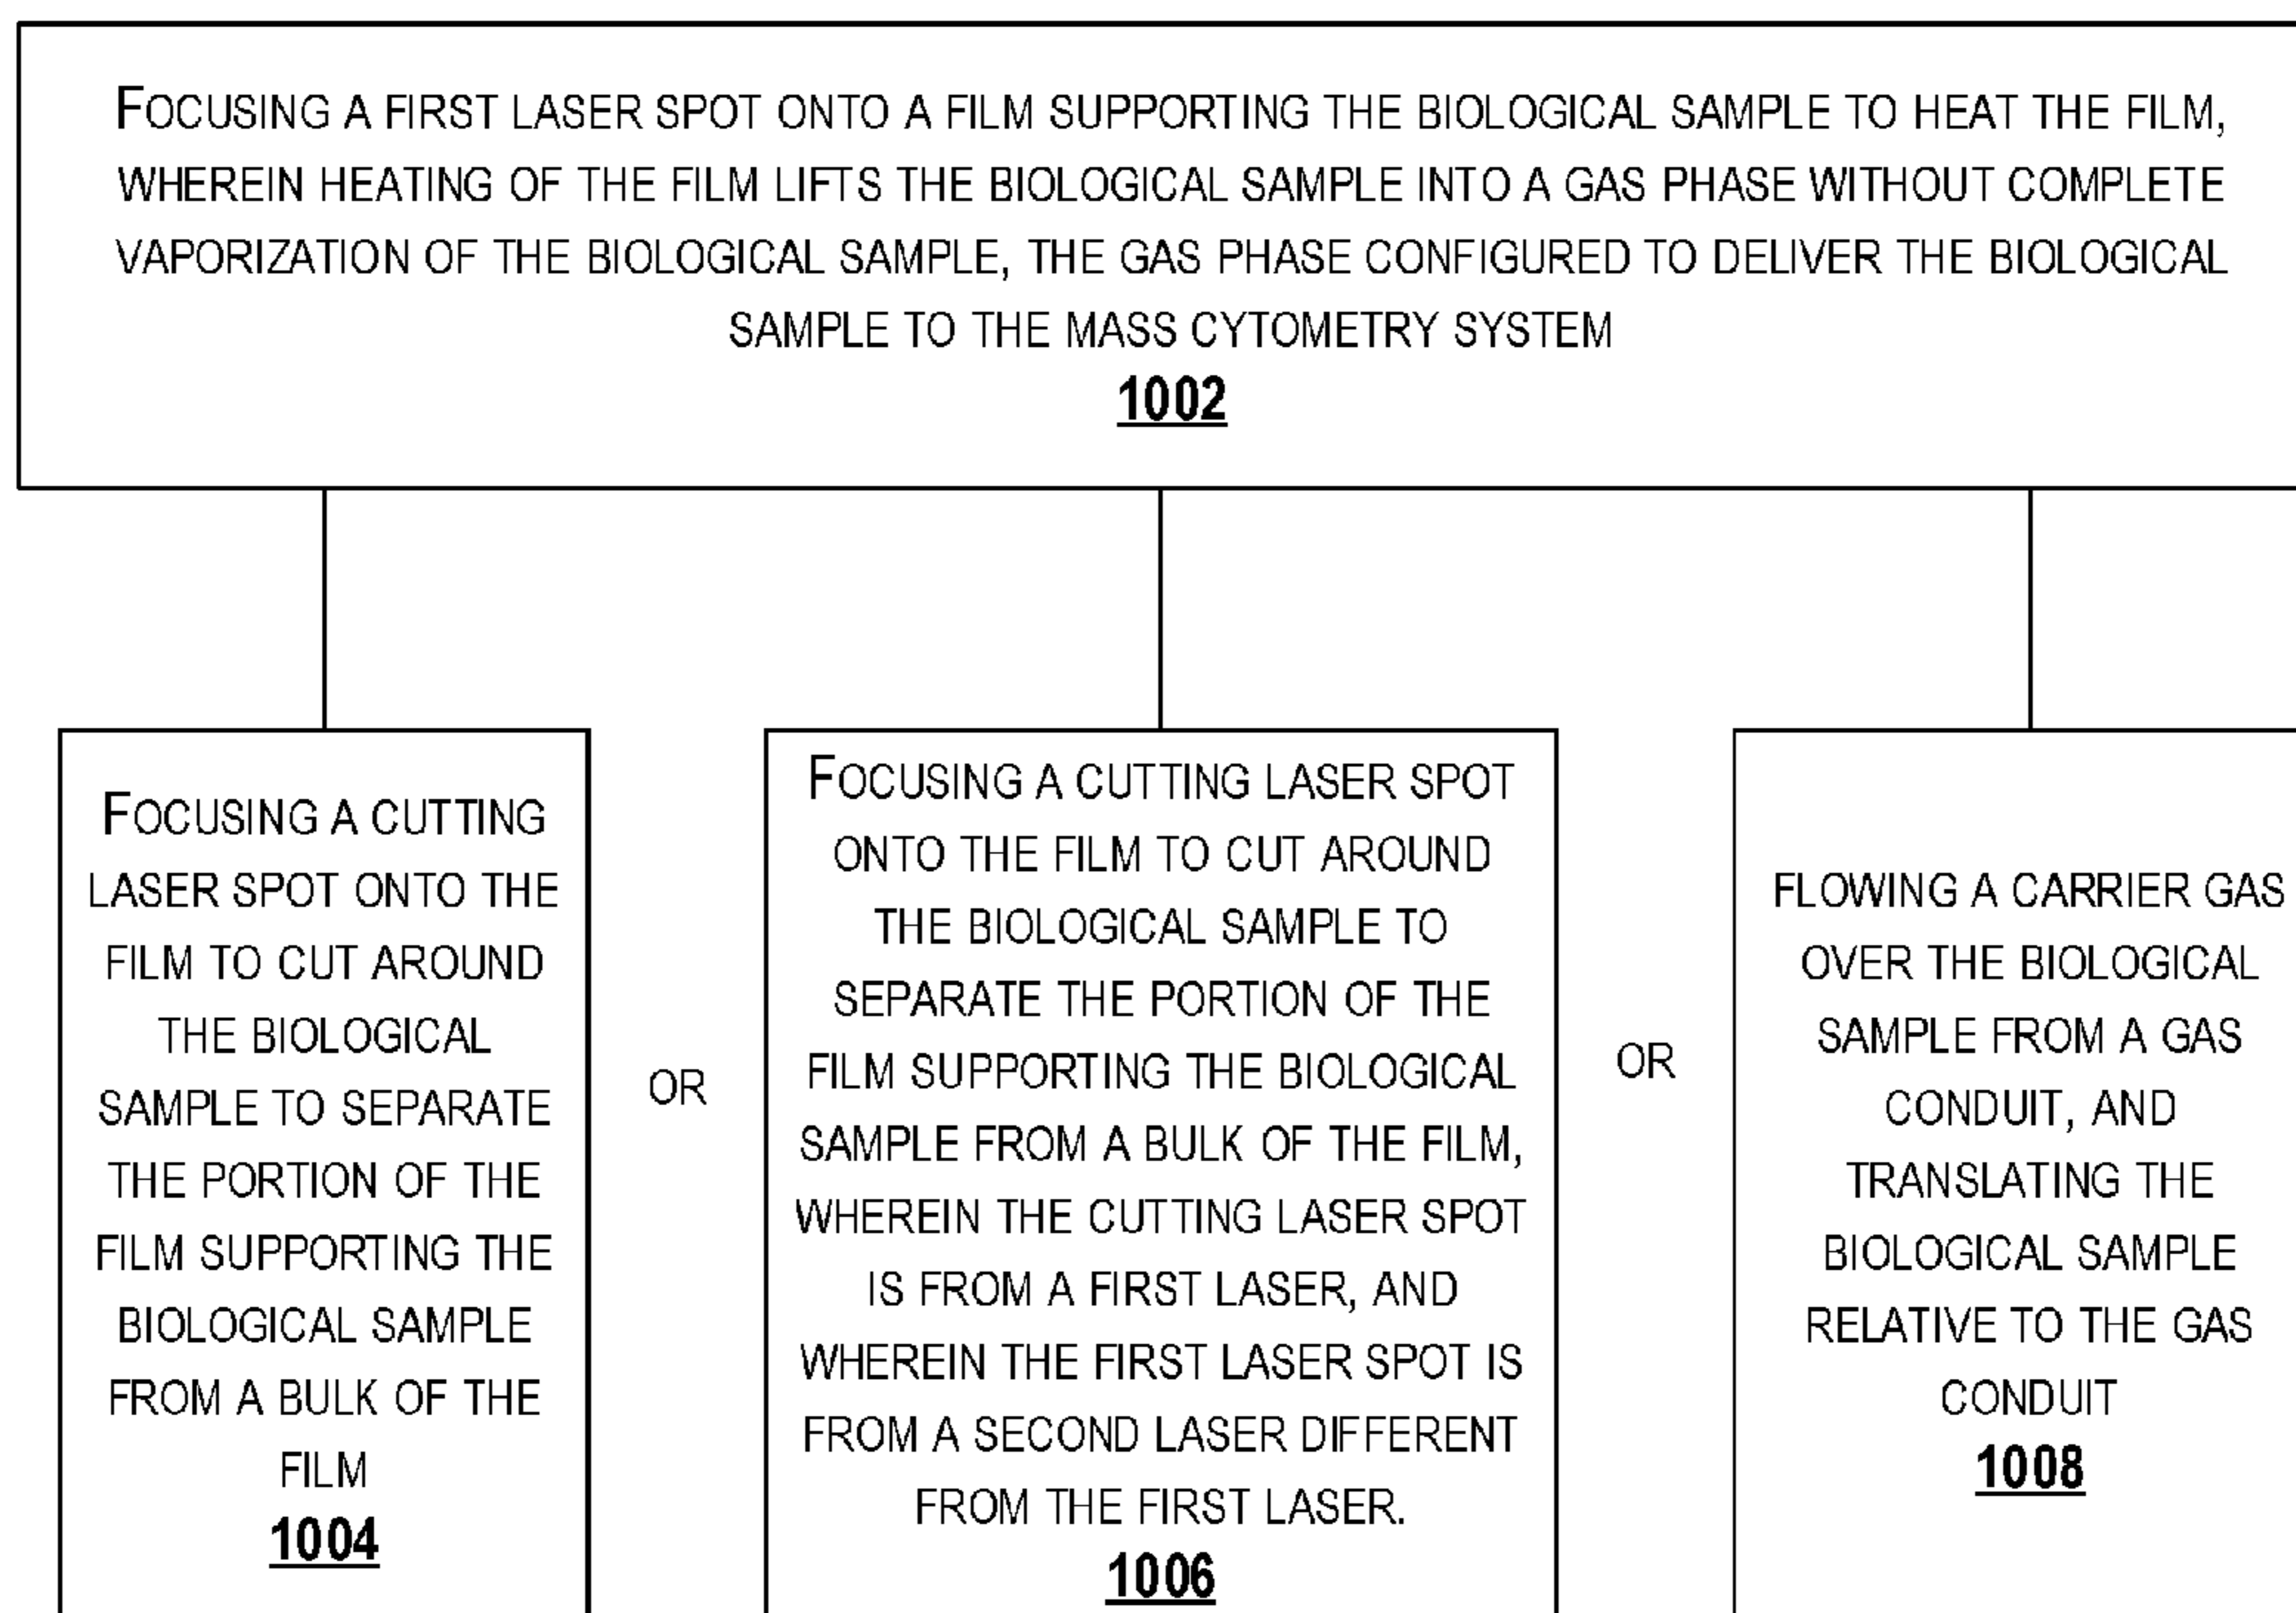 FOCUSING A FIRST LASER SPOT ONTO A FILM SUPPORTING THE BIOLOGICAL SAMPLE TO HEAT THE FILM,
WHEREIN HEATING OF THE FILM LIFTS THE BIOLOGICAL SAMPLE INTO A GAS PHASE WITHOUT COMPLETE
VAPORIZATION OF THE BIOLOGICAL SAMPLE, THE GAS PHASE CONFIGURED TO DELIVER THE BIOLOGICAL
SAMPLE TO THE MASS CYTOMETRY SYSTEM
1002
FOCUSING A CUTTING
LASER SPOT ONTO THE
FILM TO CUT AROUND
THE BIOLOGICAL
SAMPLE TO SEPARATE
THE PORTION OF THE
FILM SUPPORTING THE
BIOLOGICAL SAMPLE
FROM A BULK OF THE
FILM
1004
OR
FOCUSING A CUTTING LASER SPOT
ONTO THE FILM TO CUT AROUND
THE BIOLOGICAL SAMPLE TO
SEPARATE THE PORTION OF THE
FILM SUPPORTING THE BIOLOGICAL
SAMPLE FROM A BULK OF THE FILM,
WHEREIN THE CUTTING LASER SPOT
IS FROM A FIRST LASER, AND
WHEREIN THE FIRST LASER SPOT IS
FROM A SECOND LASER DIFFERENT
FROM THE FIRST LASER.
1006
OR
FLOWING A CARRIER GAS
OVER THE BIOLOGICAL
SAMPLE FROM A GAS
CONDUIT, AND
TRANSLATING THE
BIOLOGICAL SAMPLE
RELATIVE TO THE GAS
CONDUIT
1008